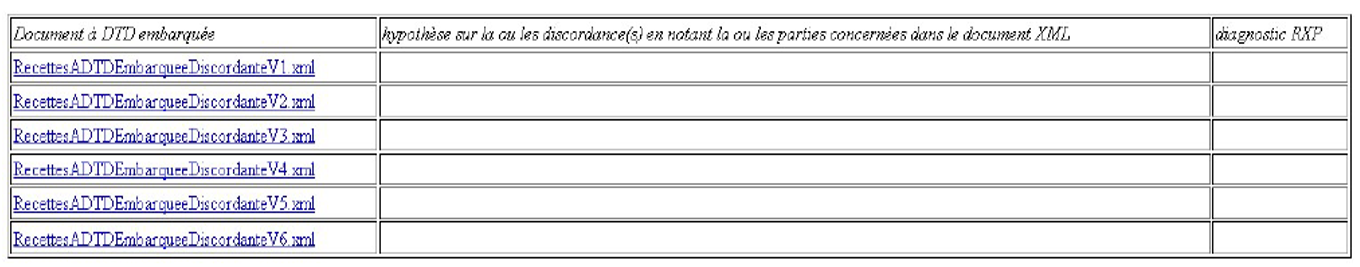 Document à DTD embarquée hypothèse sur la ou les discordance(s) en notant la ou les parties concernées dans le document XML diagnostic RXP
RecettesADTDEmbarqueeDiscordanteV1.xml
RecettesADTDEmbarqueeDiscordanteV2.xml
RecettesADTDEmbarqueeDiscordanteV3.xml
RecettesADTDEmbarqueeDiscordanteV4.xml
RecettesADTDEmbarqueeDiscordanteV5.xml
RecettesADTDEmbarqueeDiscordanteV6.xml